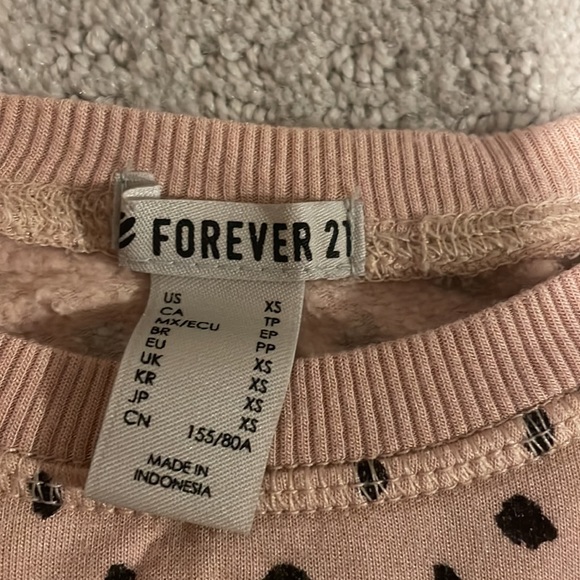 FOREVER 21
US XS
CA TP
MX/ECU EP
BR PP
EU XS
UK XS
KR XS
JP XS
CN 155/80A
MADE IN
INDONESIA